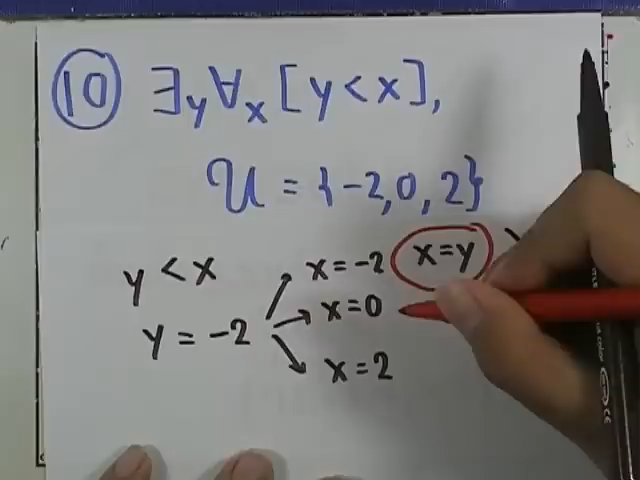 10 ∃y∀x [y < x],
U = {-2, 0, 2}
y < x
x = -2 x = y
y = -2 x = 0
x = 2